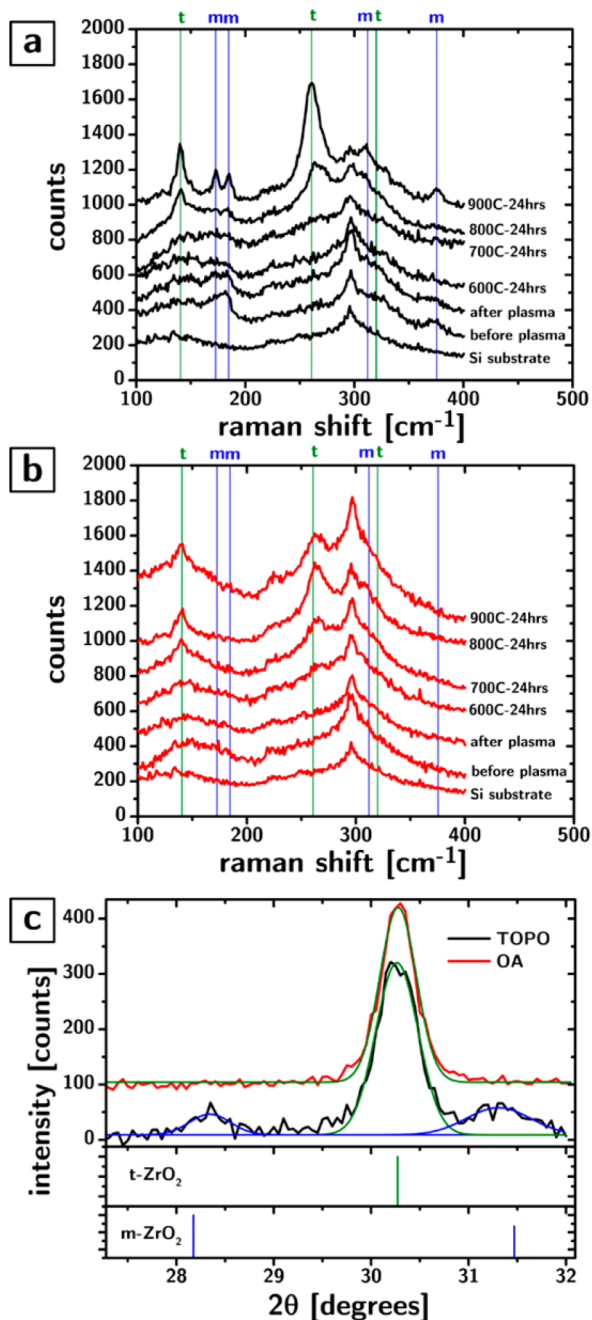 a
t mm t m t m
2000
1800
1600
1400
1200
1000
800
600
400
200
0
counts
900C-24hrs
800C-24hrs
700C-24hrs
600C-24hrs
after plasma
before plasma
Si substrate
100 200 300 400 500
raman shift [cm⁻¹]
b
t mm t m t m
2000
1800
1600
1400
1200
1000
800
600
400
200
0
counts
900C-24hrs
800C-24hrs
700C-24hrs
600C-24hrs
after plasma
before plasma
Si substrate
100 200 300 400 500
raman shift [cm⁻¹]
c
400
300
200
100
100
0
intensity [counts]
TOPO
OA
t-ZrO₂
m-ZrO₂
28 29 30 31 32
2θ [degrees]